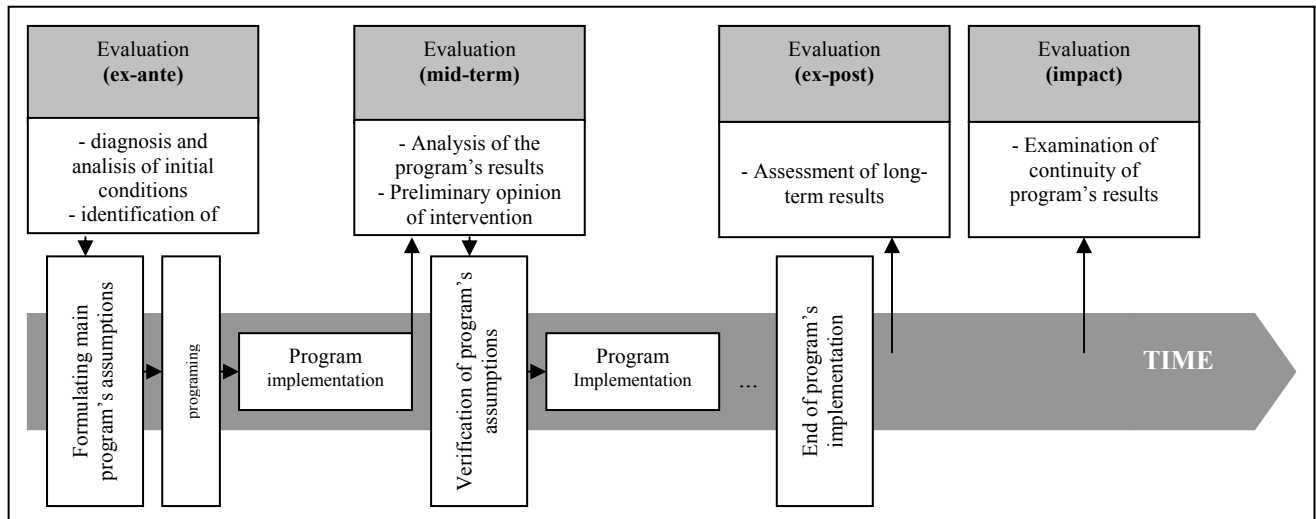 Evaluation
(ex-ante)
- diagnosis and
analisis of initial
conditions
- identification of
Evaluation
(mid-term)
- Analysis of the
program’s results
- Preliminary opinion
of intervention
Evaluation
(ex-post)
- Assessment of long-
term results
Evaluation
(impact)
- Examination of
continuity of
program’s results
Formulating main
program’s assumptions
programing
Program
implementation
Verification of program’s
assumptions
Program
Implementation
...
End of program’s
implementation
TIME